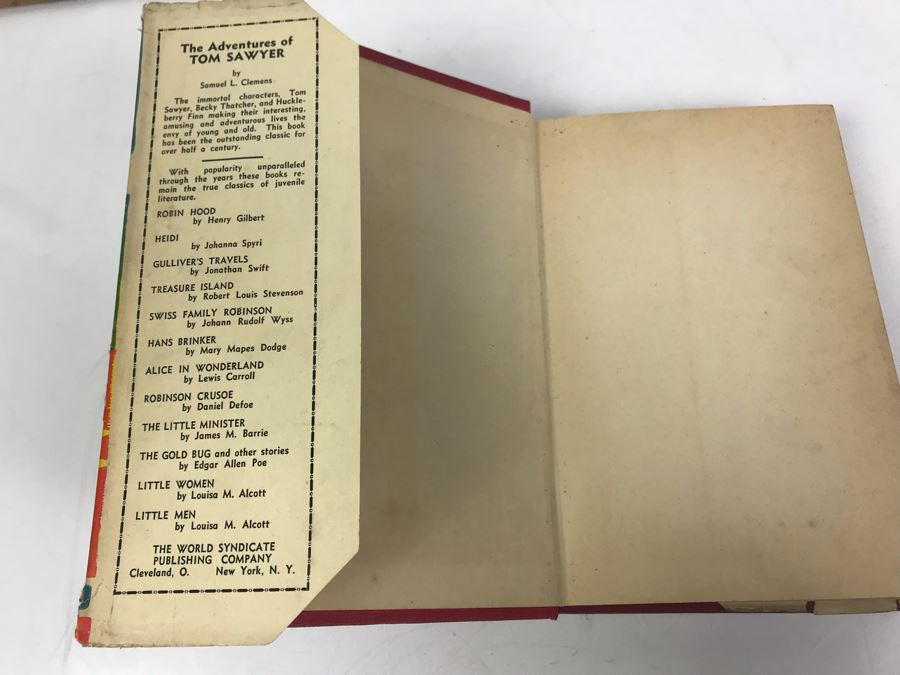 The Adventures of
TOM SAWYER
by
Samuel L. Clemens
The immortal characters, Tom
Sawyer, Becky Thatcher, and Huckle-
berry Finn making their interesting,
amusing and adventurous lives the
envy of young and old. This book
has been the outstanding classic for
over half a century.
With popularity unparalleled
through the years these books re-
main the true classics of juvenile
literature.
ROBIN HOOD
by Henry Gilbert
HEIDI
by Johanna Spyri
GULLIVER'S TRAVELS
by Jonathan Swift
TREASURE ISLAND
by Robert Louis Stevenson
SWISS FAMILY ROBINSON
by Johann Rudolf Wyss
HANS BRINKER
by Mary Mapes Dodge
ALICE IN WONDERLAND
by Lewis Carroll
ROBINSON CRUSOE
by Daniel Defoe
THE LITTLE MINISTER
by James M. Barrie
THE GOLD BUG and other stories
by Edgar Allen Poe
LITTLE WOMEN
by Louisa M. Alcott
LITTLE MEN
by Louisa M. Alcott
THE WORLD SYNDICATE
PUBLISHING COMPANY
Cleveland, O. New York, N. Y.